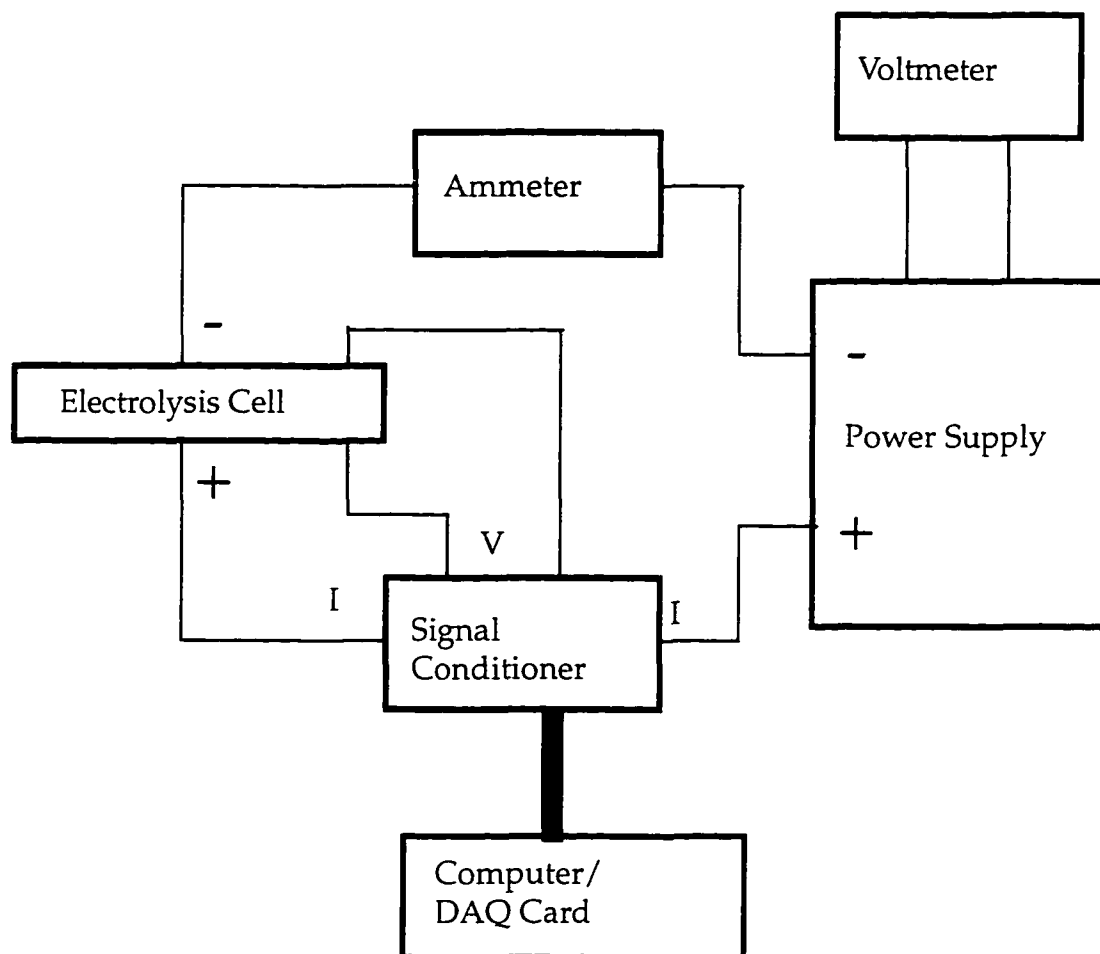 Voltmeter
Ammeter
-
-
Electrolysis Cell
Power Supply
+
+
V
I
I
Signal
Conditioner
Computer/
DAQ Card